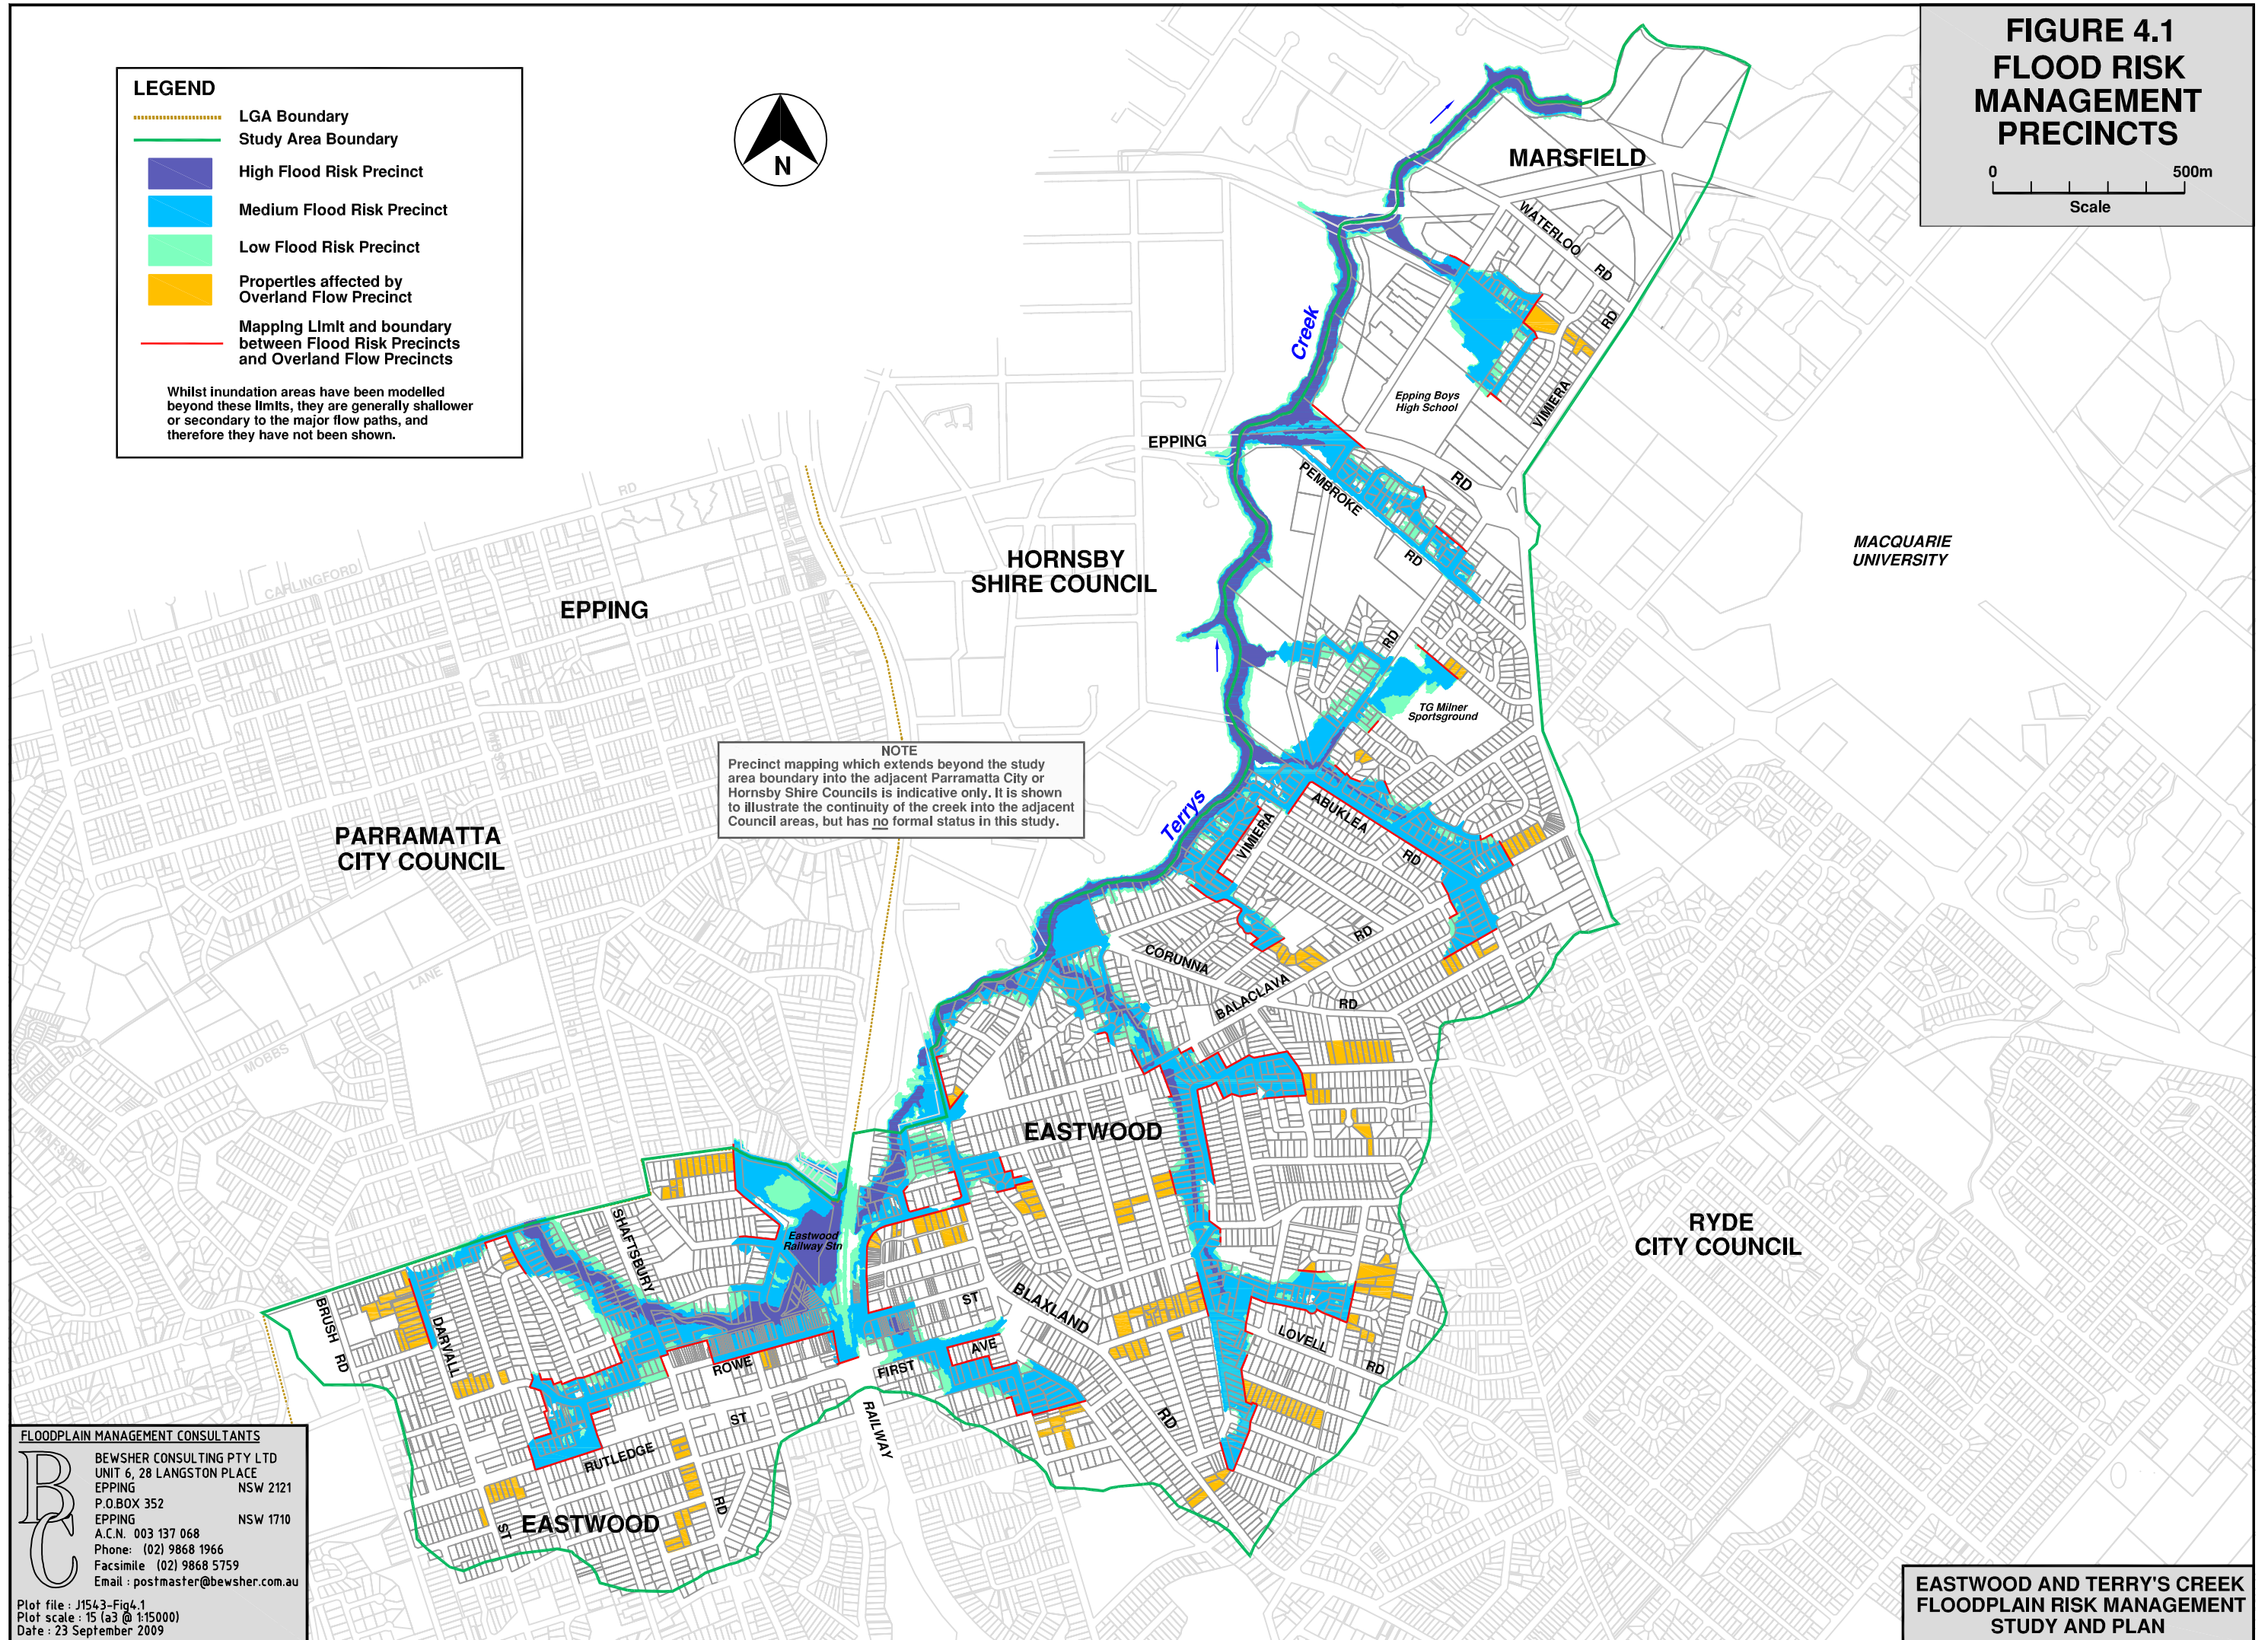 FIGURE 4.1
FLOOD RISK
MANAGEMENT
PRECINCTS
0 500m
Scale
LEGEND
LGA Boundary
Study Area Boundary
High Flood Risk Precinct
Medium Flood Risk Precinct
Low Flood Risk Precinct
Properties affected by
Overland Flow Precinct
Mapping Limit and boundary
between Flood Risk Precincts
and Overland Flow Precincts
Whilst inundation areas have been modelled
beyond these limits, they are generally shallower
or secondary to the major flow paths, and
therefore they have not been shown.
N
MARSFIELD
WATERLOO
RD
RD
VIMIERA
Creek
Epping Boys
High School
EPPING
RD
PEMBROKE
RD
RD
CARLINGFORD
EPPING
HORNSBY
SHIRE COUNCIL
MACQUARIE
UNIVERSITY
RD
TG Milner
Sportsground
MIDSON
NOTE
Precinct mapping which extends beyond the study
area boundary into the adjacent Parramatta City or
Hornsby Shire Councils is indicative only. It is shown
to illustrate the continuity of the creek into the adjacent
Council areas, but has no formal status in this study.
Terrys
VIMIERA
ABUKLEA
RD
PARRAMATTA
CITY COUNCIL
RD
CORUNNA
BALACLAVA
RD
LANE
MOBBS
MARSDEN
RD
EASTWOOD
RYDE
CITY COUNCIL
SHAFTSBURY
Eastwood
Railway Stn
BRUSH
RD
DARVALL
ST
BLAXLAND
LOVELL
RD
ROWE
FIRST
AVE
ST
RAILWAY
RD
RUTLEDGE
RD
ST
EASTWOOD
FLOODPLAIN MANAGEMENT CONSULTANTS
BC
BEWSHER CONSULTING PTY LTD
UNIT 6, 28 LANGSTON PLACE
EPPING NSW 2121
P.O.BOX 352
EPPING NSW 1710
A.C.N. 003 137 068
Phone: (02) 9868 1966
Facsimile (02) 9868 5759
Email : postmaster@bewsher.com.au
Plot file : J1543-Fig4.1
Plot scale : 15 (a3 @ 1:15000)
Date : 23 September 2009
EASTWOOD AND TERRY'S CREEK
FLOODPLAIN RISK MANAGEMENT
STUDY AND PLAN